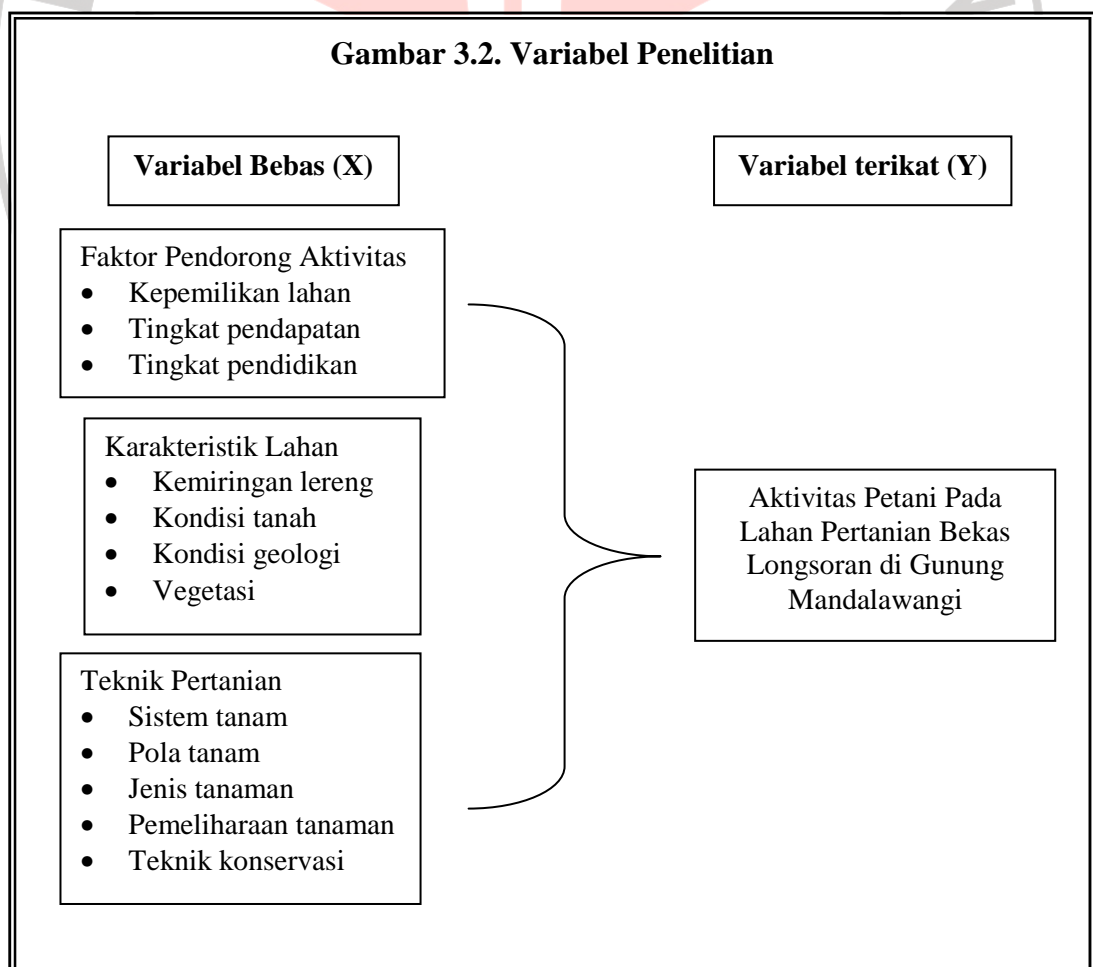 Gambar 3.2. Variabel Penelitian
Variabel Bebas (X)
Variabel terikat (Y)
Faktor Pendorong Aktivitas
• Kepemilikan lahan
• Tingkat pendapatan
• Tingkat pendidikan
Karakteristik Lahan
• Kemiringan lereng
• Kondisi tanah
• Kondisi geologi
• Vegetasi
Teknik Pertanian
• Sistem tanam
• Pola tanam
• Jenis tanaman
• Pemeliharaan tanaman
• Teknik konservasi
Aktivitas Petani Pada
Lahan Pertanian Bekas
Longsoran di Gunung
Mandalawangi